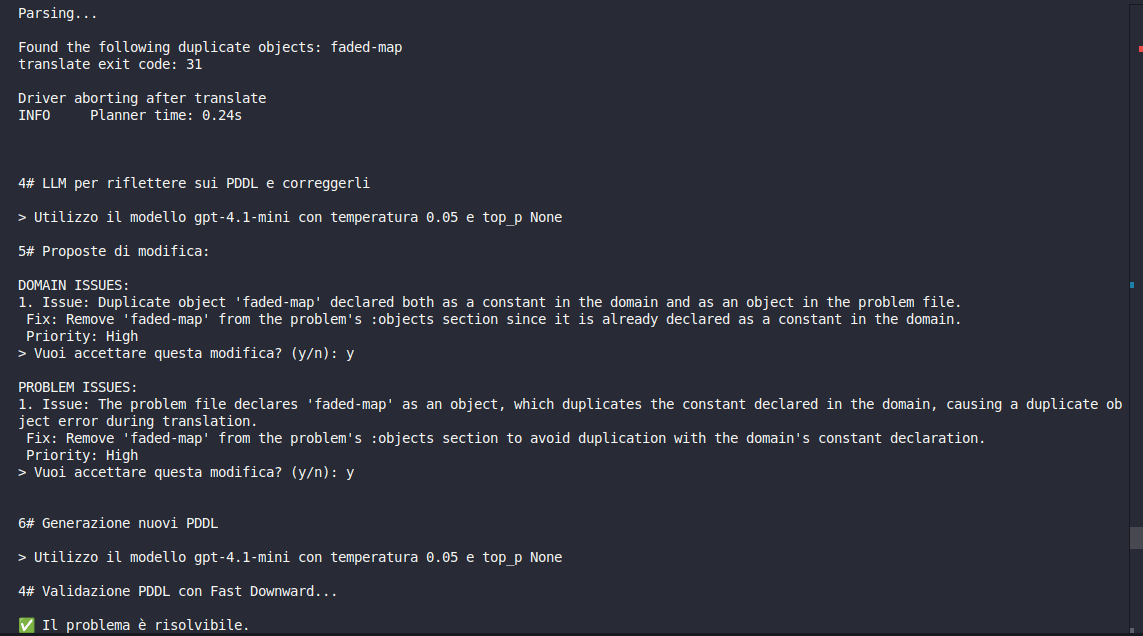 Parsing...
Found the following duplicate objects: faded-map
translate exit code: 31
Driver aborting after translate
INFO     Planner time: 0.24s
4# LLM per riflettere sui PDDL e correggerli
> Utilizzo il modello gpt-4.1-mini con temperatura 0.05 e top_p None
5# Proposte di modifica:
DOMAIN ISSUES:
1. Issue: Duplicate object 'faded-map' declared both as a constant in the domain and as an object in the problem file.
 Fix: Remove 'faded-map' from the problem's :objects section since it is already declared as a constant in the domain.
 Priority: High
> Vuoi accettare questa modifica? (y/n): y
PROBLEM ISSUES:
1. Issue: The problem file declares 'faded-map' as an object, which duplicates the constant declared in the domain, causing a duplicate ob
ject error during translation.
 Fix: Remove 'faded-map' from the problem's :objects section to avoid duplication with the domain's constant declaration.
 Priority: High
> Vuoi accettare questa modifica? (y/n): y
6# Generazione nuovi PDDL
> Utilizzo il modello gpt-4.1-mini con temperatura 0.05 e top_p None
4# Validazione PDDL con Fast Downward...
✅ Il problema è risolvibile.